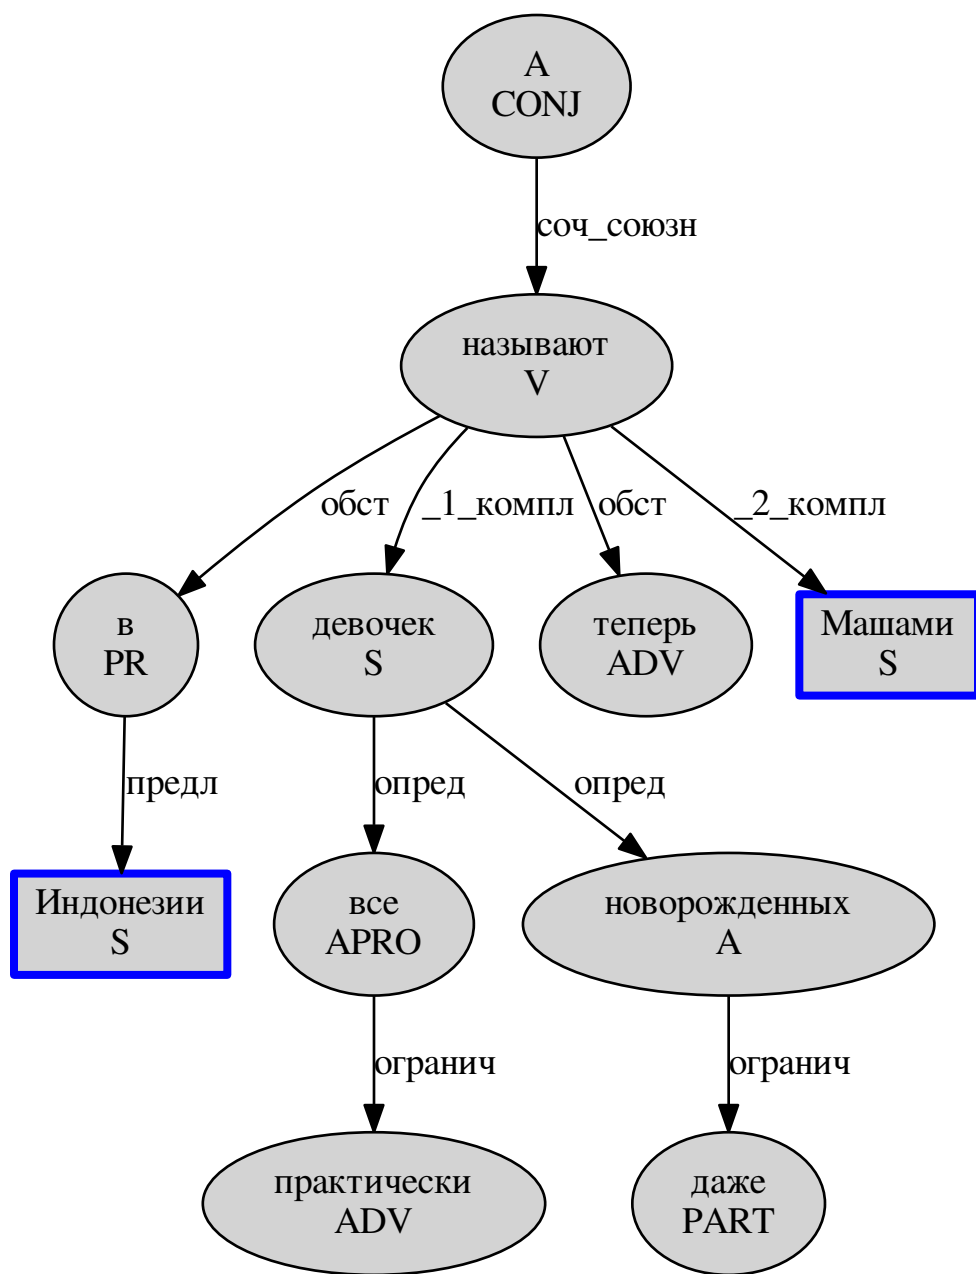 А
CONJ
соч_союзн
называют
V
обст
_1_компл
обст
_2_компл
в
PR
девочек
S
теперь
ADV
Машами
S
предл
опред
опред
Индонезии
S
все
APRO
новорожденных
A
огранич
огранич
практически
ADV
даже
PART